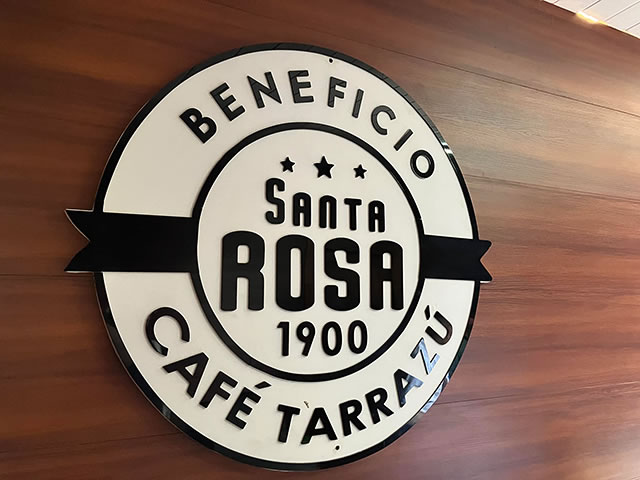 BENEFICIO
SANTA
ROSA
1900
CAFÉ TARRAZÚ